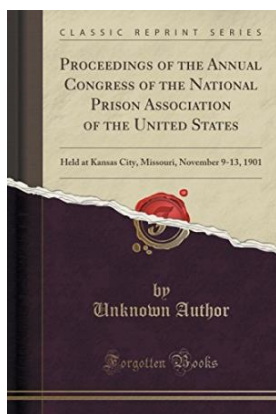 CLASSIC REPRINT SERIES
PROCEEDINGS OF THE ANNUAL
CONGRESS OF THE NATIONAL
PRISON ASSOCIATION
OF THE UNITED STATES
Held at Kansas City, Missouri, November 9-13, 1901
by
Unknown Author
Forgotten Books